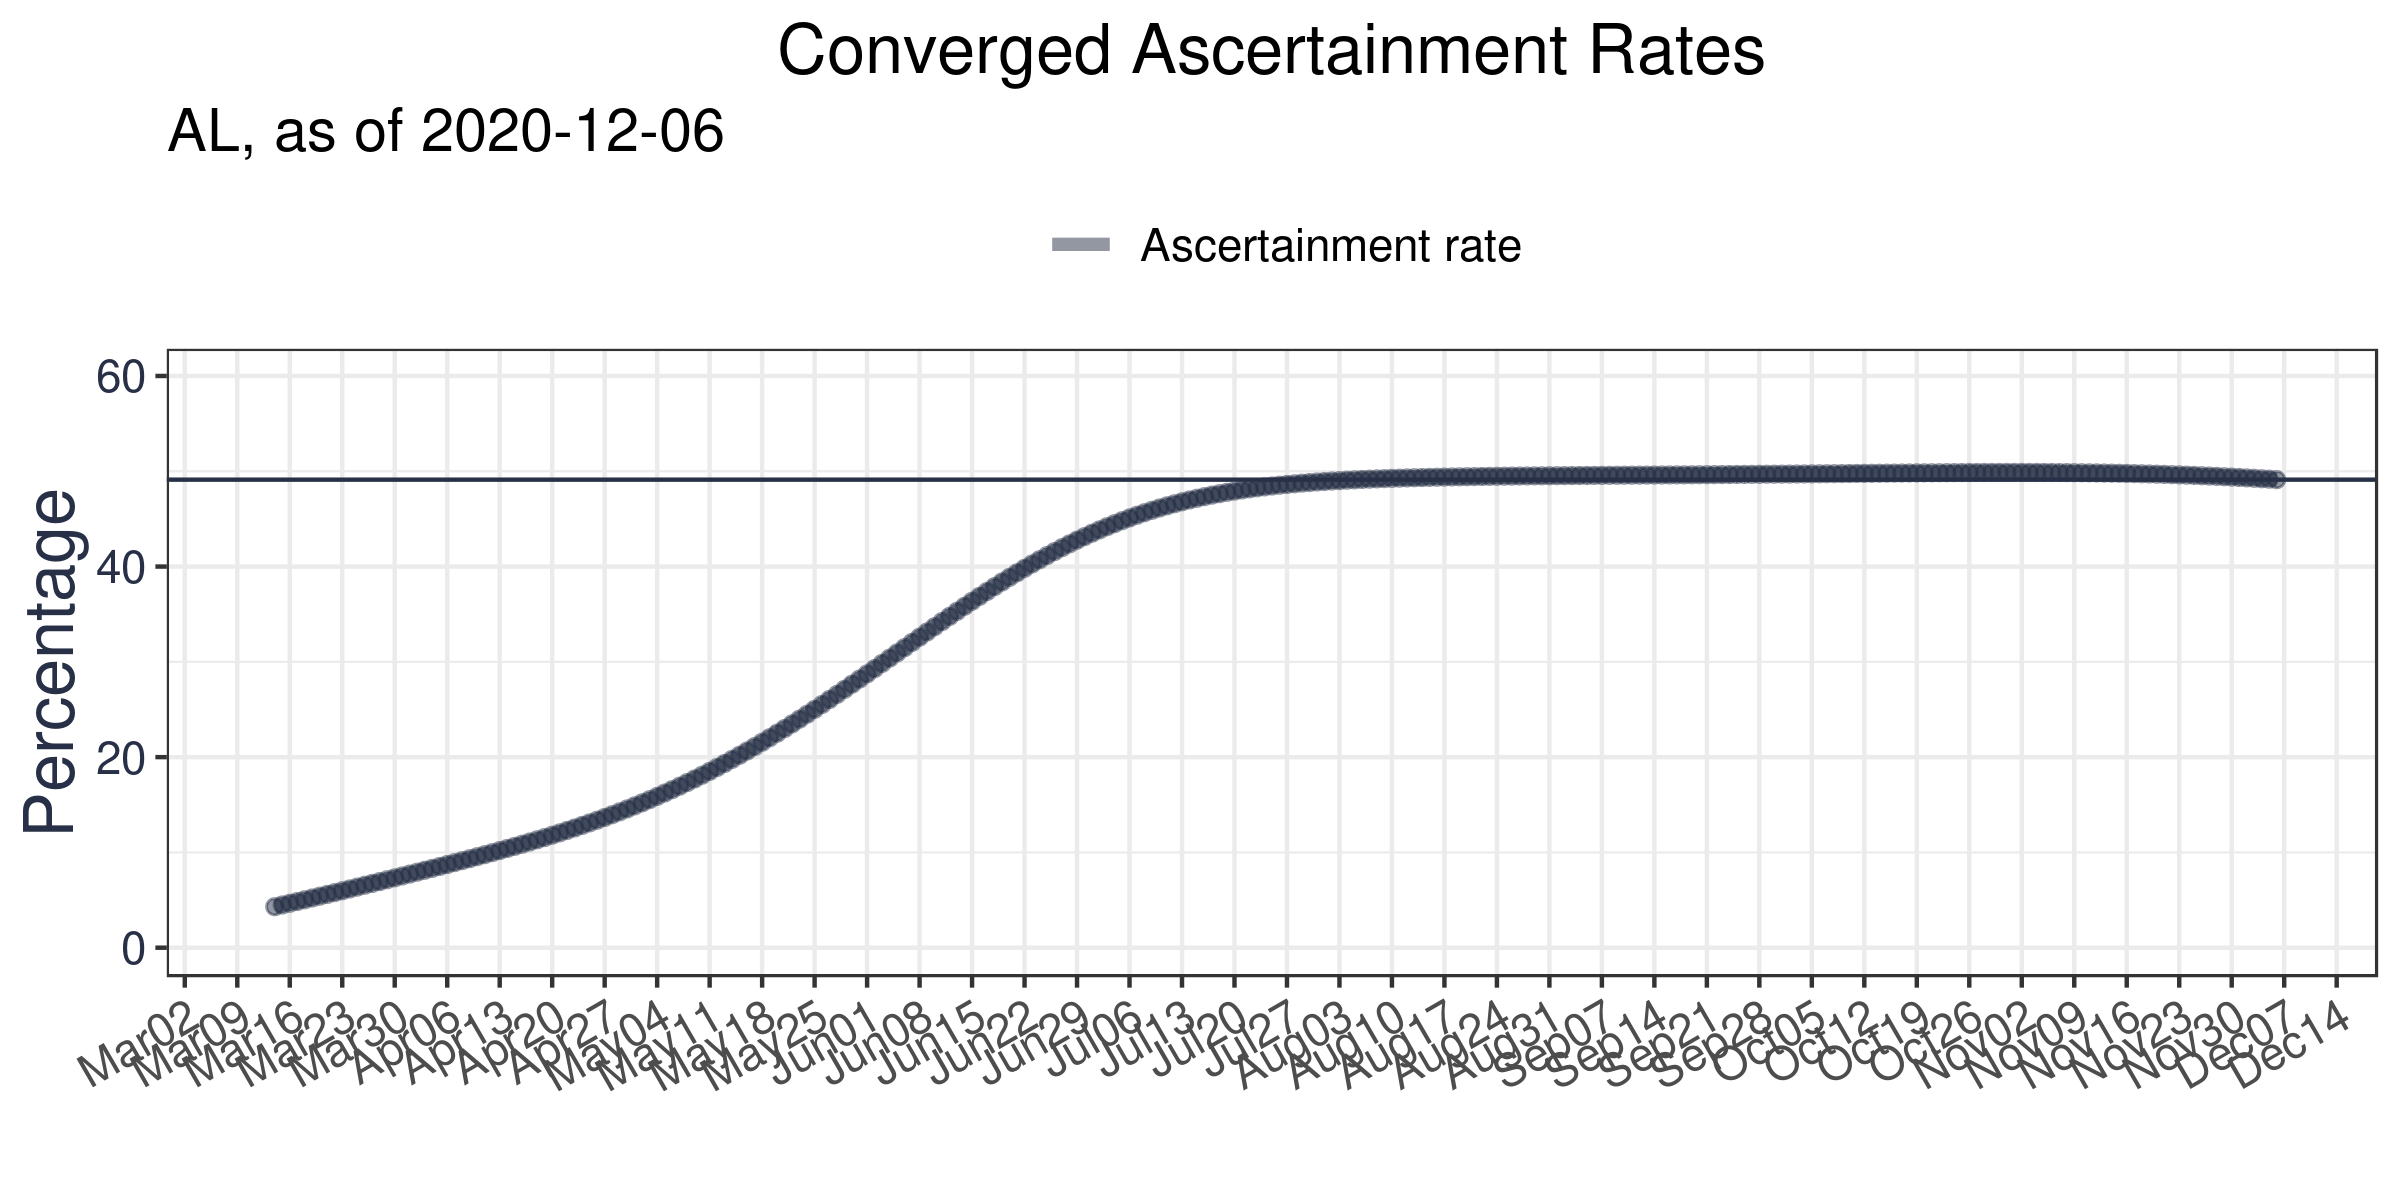 Converged Ascertainment Rates
AL, as of 2020-12-06
Ascertainment rate
Percentage
60
40
20
0
Mar02
Mar09
Mar16
Mar23
Mar30
Apr06
Apr13
Apr20
Apr27
May04
May11
May18
May25
Jun01
Jun08
Jun15
Jun22
Jun29
Jul06
Jul13
Jul20
Jul27
Aug03
Aug10
Aug17
Aug24
Aug31
Sep07
Sep14
Sep21
Sep28
Oct05
Oct12
Oct19
Oct26
Nov02
Nov09
Nov16
Nov23
Nov30
Dec07
Dec14